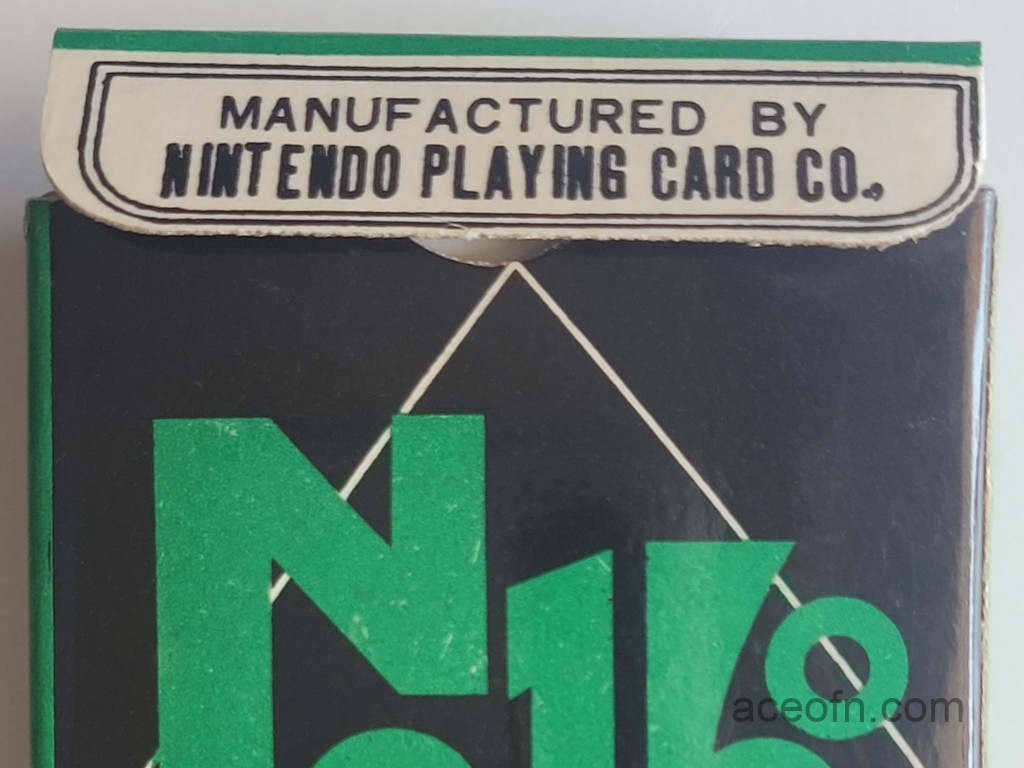 MANUFACTURED BY
NINTENDO PLAYING CARD CO.,
aceofn.com